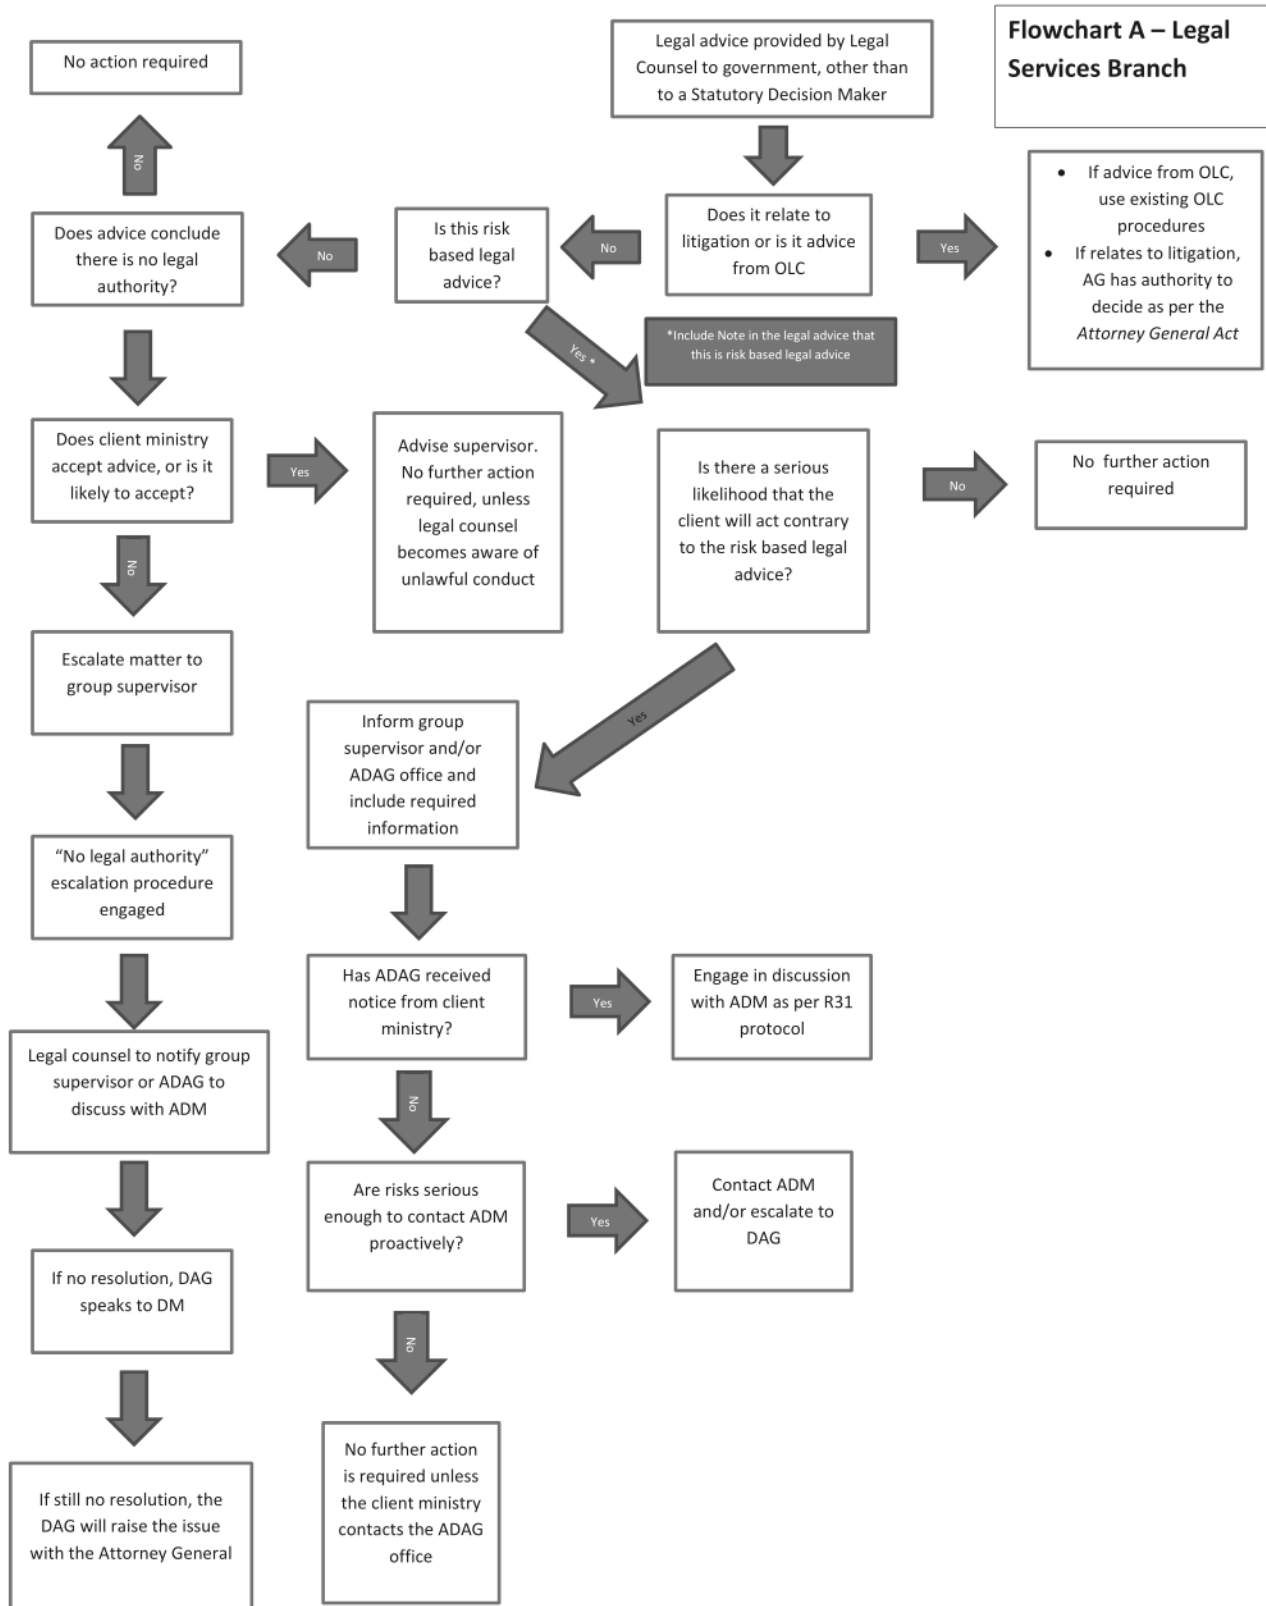 Flowchart A – Legal
Services Branch
Legal advice provided by Legal
Counsel to government, other than
to a Statutory Decision Maker
No action required
No
• If advice from OLC,
use existing OLC
procedures
• If relates to litigation,
AG has authority to
decide as per the
Attorney General Act
Does it relate to
litigation or is it advice
from OLC
Yes
No
Is this risk
based legal
advice?
No
Does advice conclude
there is no legal
authority?
Yes *
*Include Note in the legal advice that
this is risk based legal advice
Does client ministry
accept advice, or is it
likely to accept?
Yes
Advise supervisor.
No further action
required, unless
legal counsel
becomes aware of
unlawful conduct
Is there a serious
likelihood that the
client will act contrary
to the risk based legal
advice?
No
No further action
required
No
Escalate matter to
group supervisor
Yes
Inform group
supervisor and/or
ADAG office and
include required
information
“No legal authority”
escalation procedure
engaged
Has ADAG received
notice from client
ministry?
Yes
Engage in discussion
with ADM as per R31
protocol
Legal counsel to notify group
supervisor or ADAG to
discuss with ADM
No
Are risks serious
enough to contact ADM
proactively?
Yes
Contact ADM
and/or escalate to
DAG
If no resolution, DAG
speaks to DM
No
No further action
is required unless
the client ministry
contacts the ADAG
office
If still no resolution, the
DAG will raise the issue
with the Attorney General